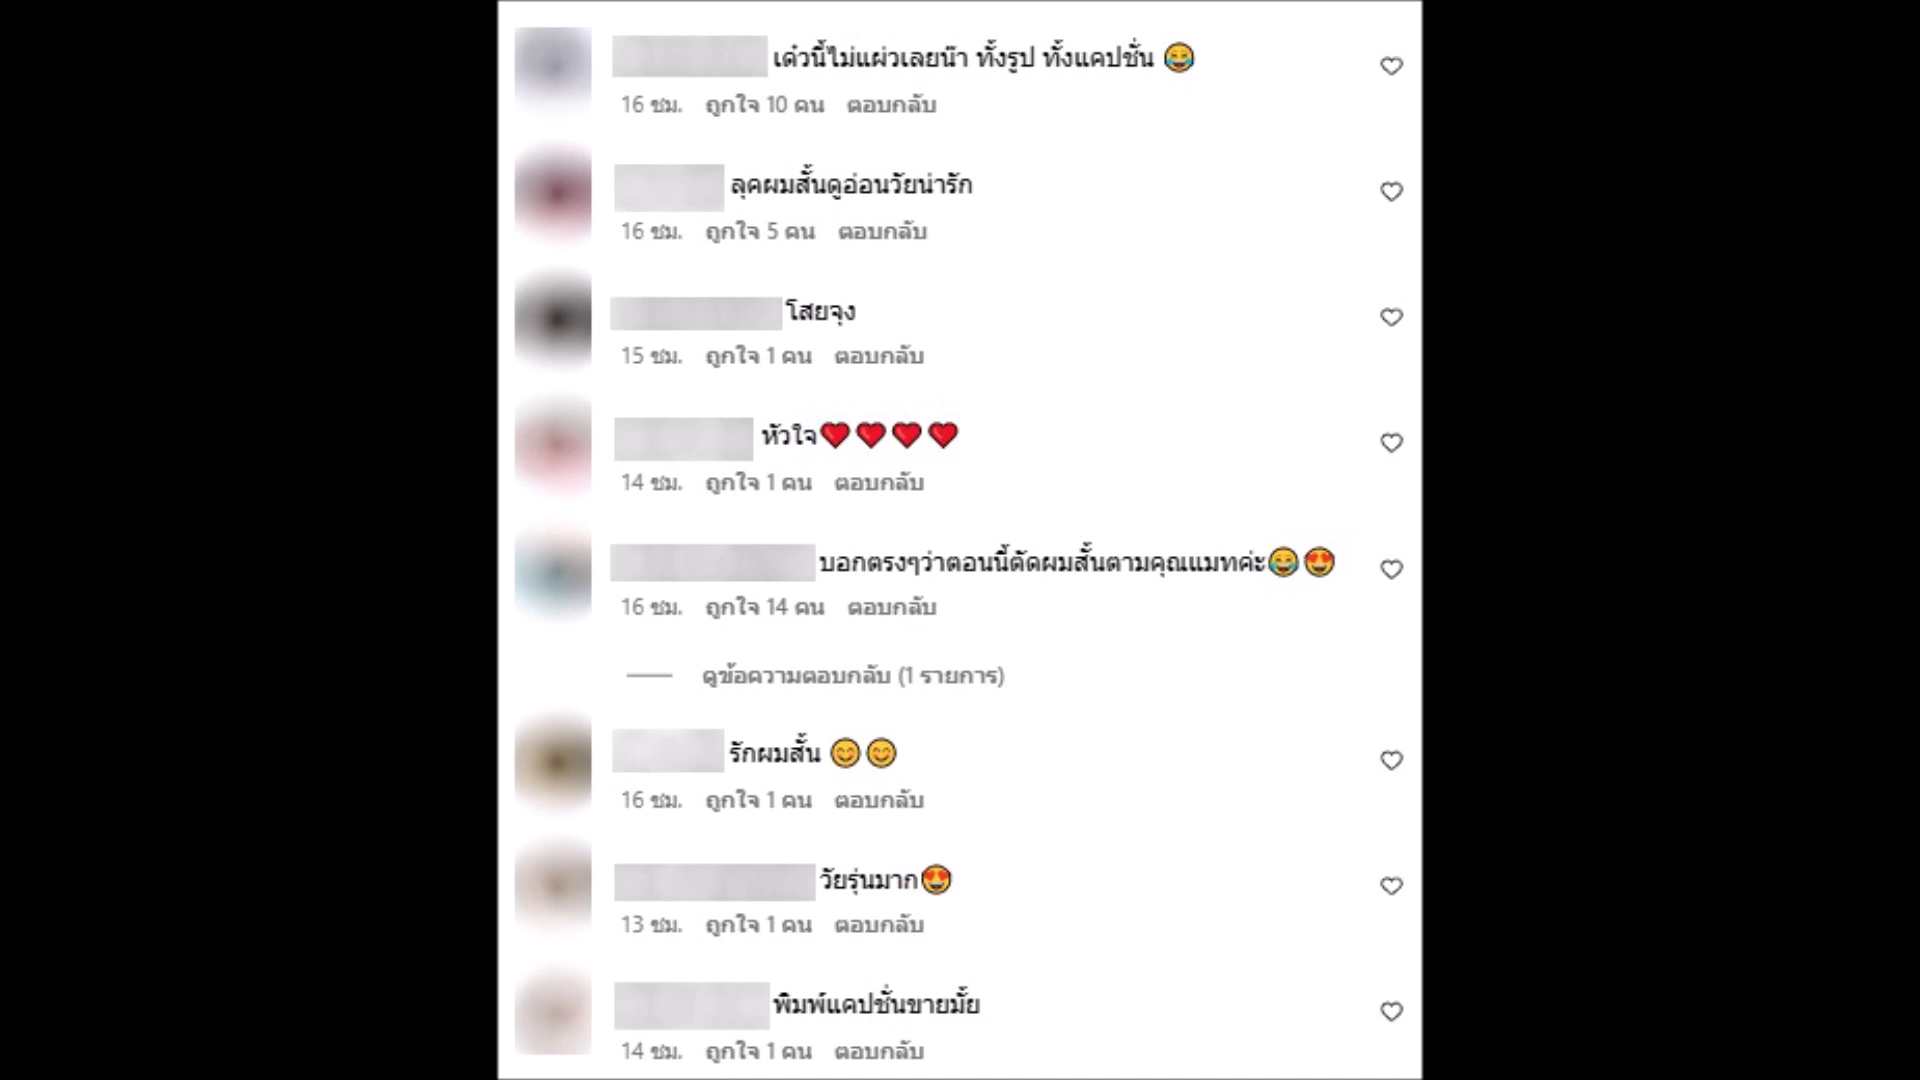 เด๋วนี้ไม่แผ่วเลยน๊า ทั้งรูป ทั้งแคปชั่น 😂
16 ชม. ถูกใจ 10 คน ตอบกลับ
ลุคผมสั้นดูอ่อนวัยน่ารัก
16 ชม. ถูกใจ 5 คน ตอบกลับ
โสยจุง
15 ชม. ถูกใจ 1 คน ตอบกลับ
หัวใจ❤️❤️❤️❤️
14 ชม. ถูกใจ 1 คน ตอบกลับ
บอกตรงๆว่าตอนนี้ตัดผมสั้นตามคุณแมทค่ะ😂😍
16 ชม. ถูกใจ 14 คน ตอบกลับ
ดูข้อความตอบกลับ (1 รายการ)
รักผมสั้น 😊😊
16 ชม. ถูกใจ 1 คน ตอบกลับ
วัยรุ่นมาก😍
13 ชม. ถูกใจ 1 คน ตอบกลับ
พิมพ์แคปชั่นขายมั้ย
14 ชม. ถูกใจ 1 คน ตอบกลับ